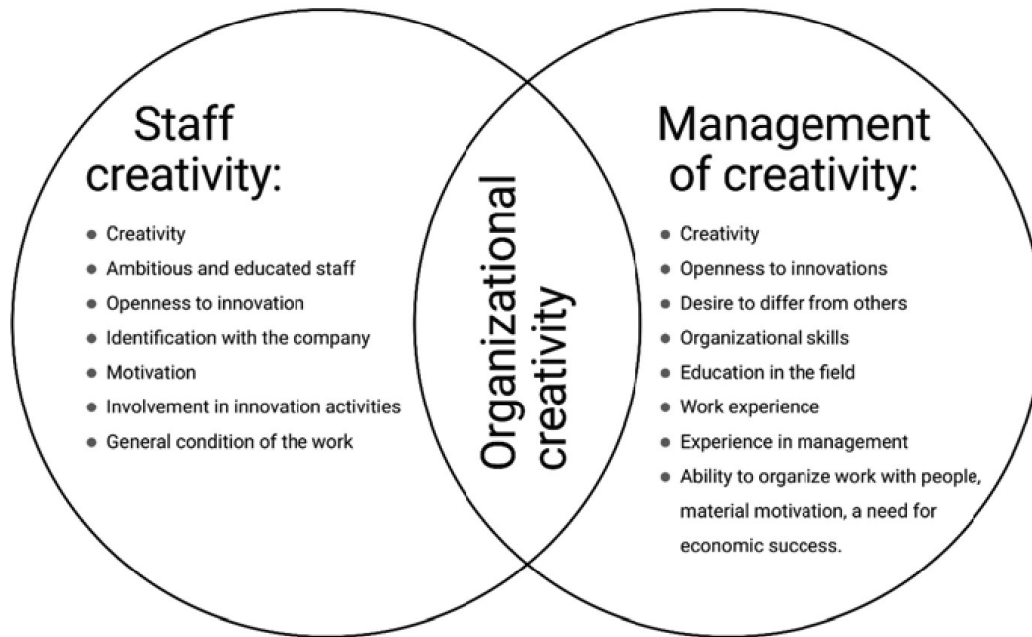 Staff
creativity:
● Creativity
● Ambitious and educated staff
● Openness to innovation
● Identification with the company
● Motivation
● Involvement in innovation activities
● General condition of the work
Organizational
creativity
Management
of creativity:
● Creativity
● Openness to innovations
● Desire to differ from others
● Organizational skills
● Education in the field
● Work experience
● Experience in management
● Ability to organize work with people,
material motivation, a need for
economic success.